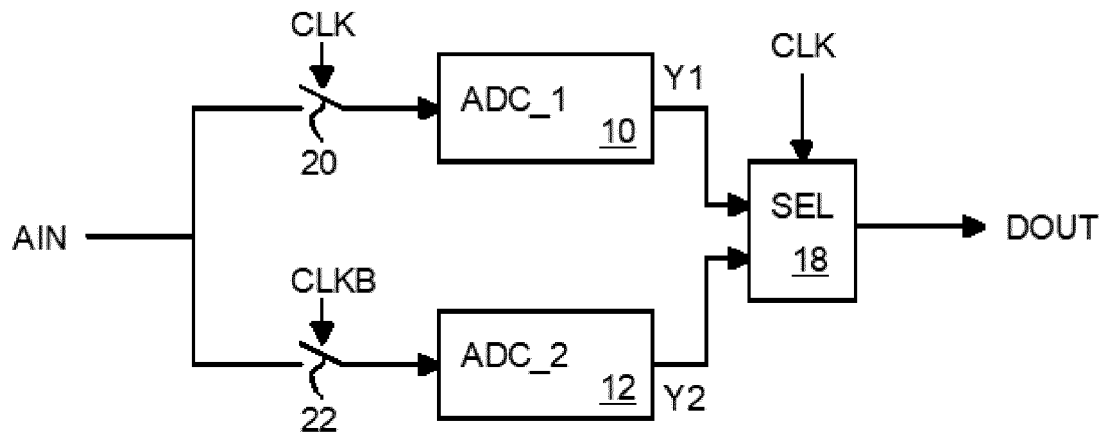 CLK
ADC_1
10
Y1
CLK
20
AIN
SEL
18
DOUT
CLKB
ADC_2
12
Y2
22